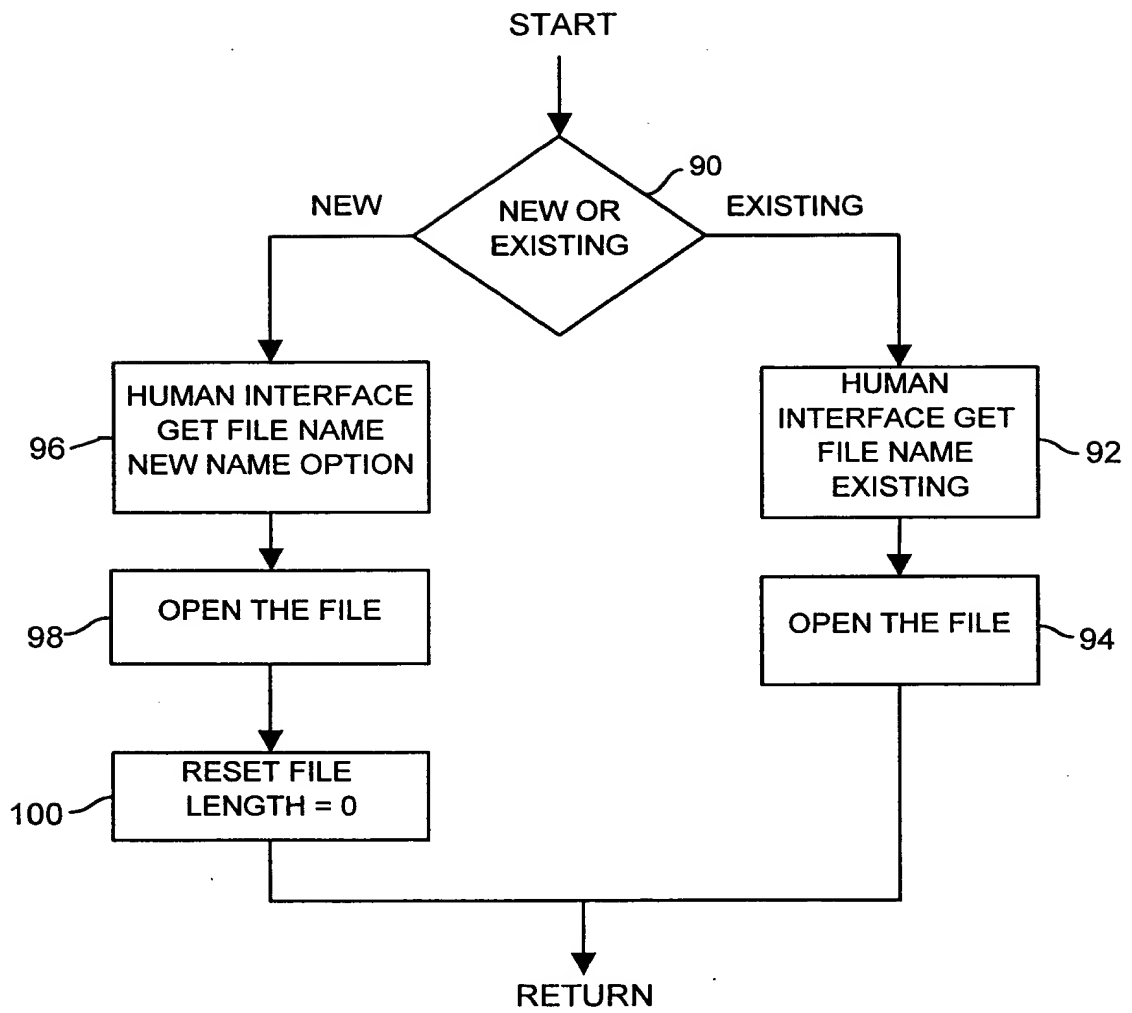 START
90
NEW
NEW OR
EXISTING
EXISTING
HUMAN INTERFACE
GET FILE NAME
NEW NAME OPTION
96
HUMAN
INTERFACE GET
FILE NAME
EXISTING
92
OPEN THE FILE
98
OPEN THE FILE
94
RESET FILE
LENGTH = 0
100
RETURN